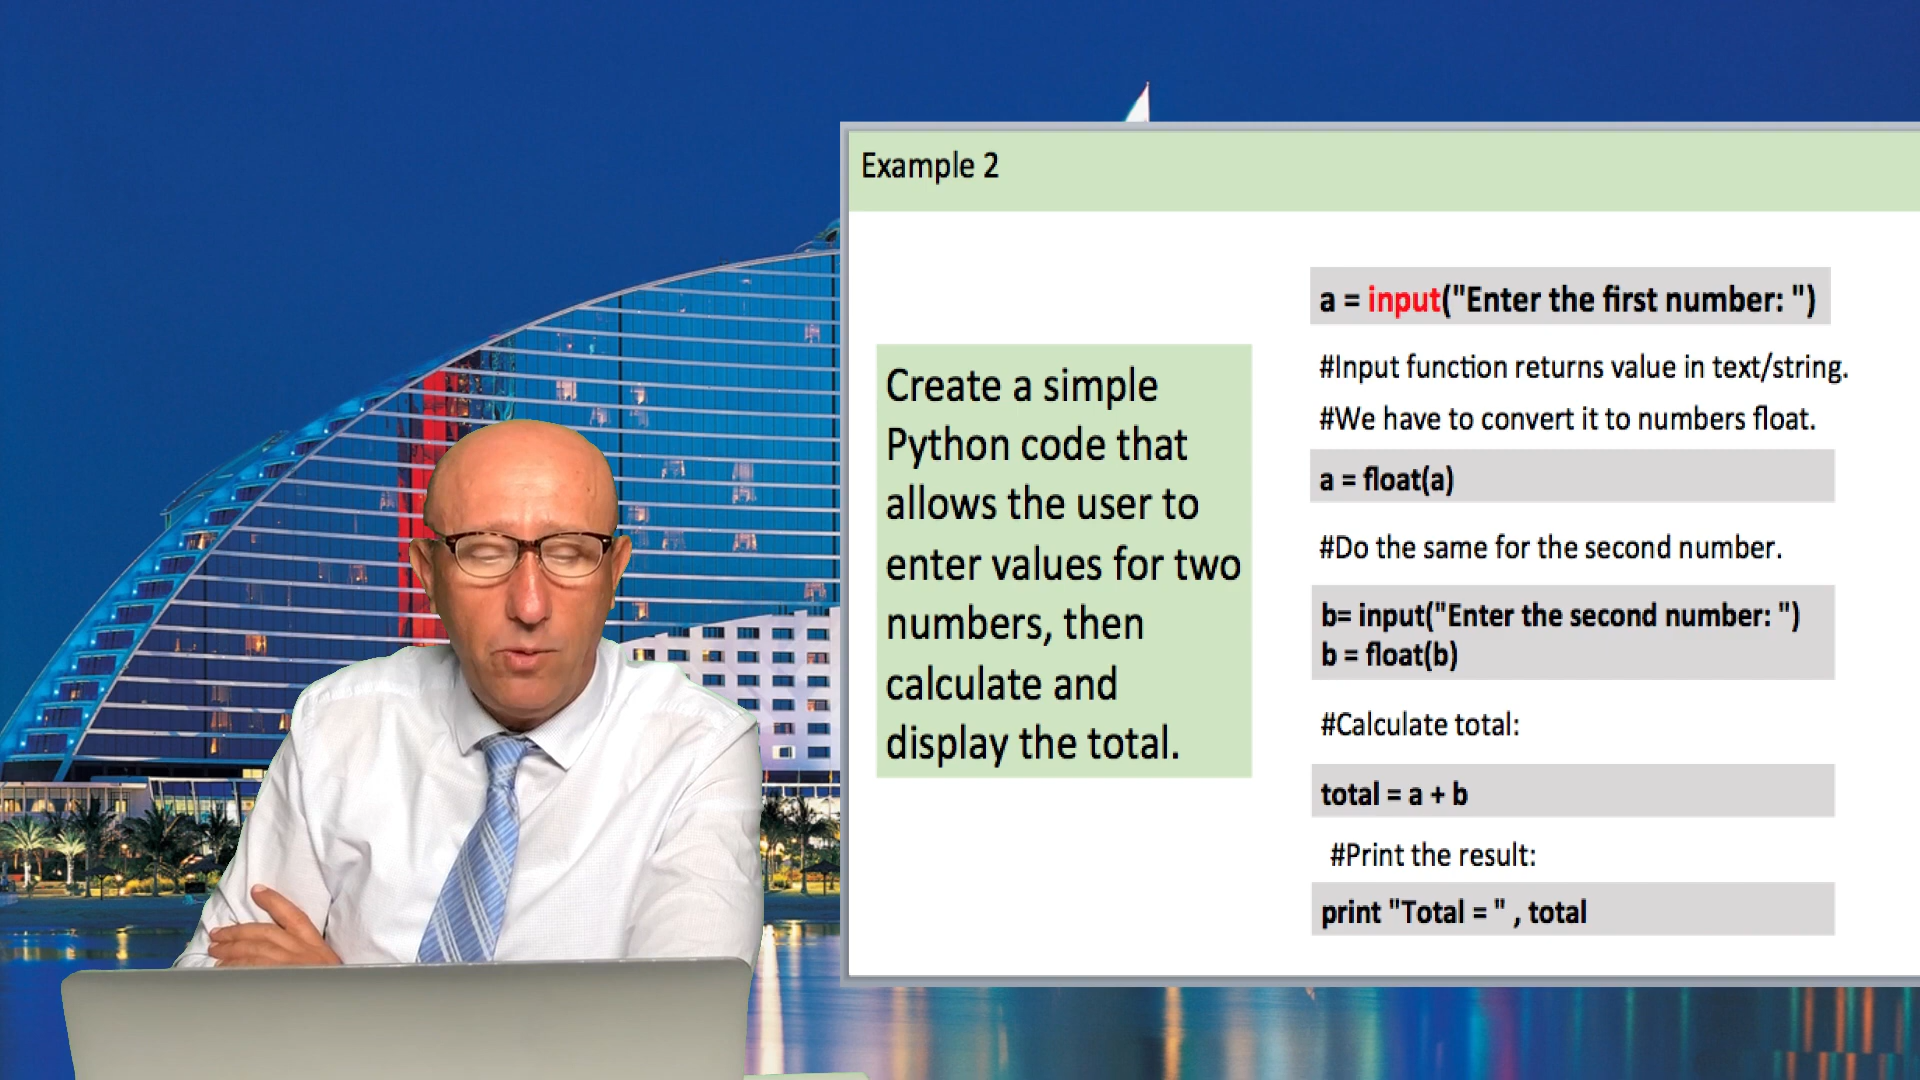 Example 2
Create a simple
Python code that
allows the user to
enter values for two
numbers, then
calculate and
display the total.
a = input("Enter the first number: ")
#Input function returns value in text/string.
#We have to convert it to numbers float.
a = float(a)
#Do the same for the second number.
b= input("Enter the second number: ")
b = float(b)
#Calculate total:
total = a + b
#Print the result:
print "Total = " , total